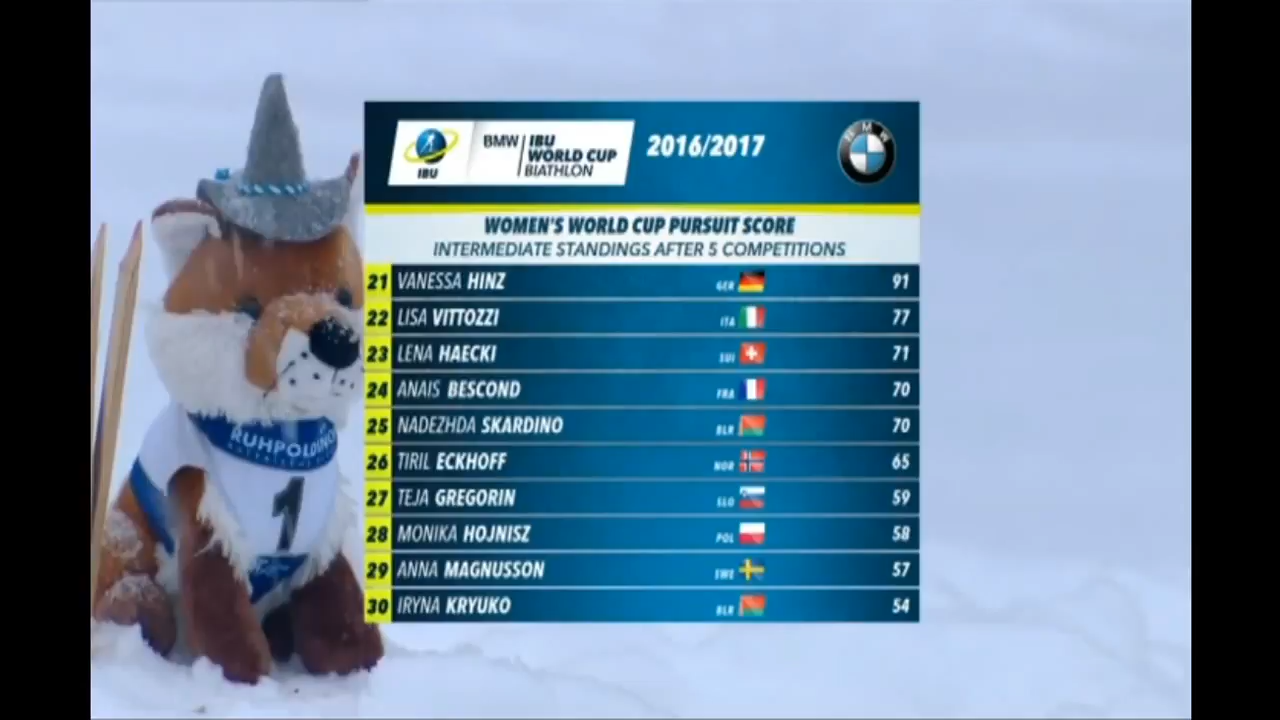 BMW
IBU
BMW
IBU
WORLD CUP
BIATHLON
2016/2017
WOMEN'S WORLD CUP PURSUIT SCORE
INTERMEDIATE STANDINGS AFTER 5 COMPETITIONS
21 VANESSA HINZ GER 91
22 LISA VITTOZZI ITA 77
23 LENA HAECKI SUI 71
24 ANAIS BESCOND FRA 70
25 NADEZHDA SKARDINO BLR 70
26 TIRIL ECKHOFF NOR 65
27 TEJA GREGORIN SLO 59
28 MONIKA HOJNISZ POL 58
29 ANNA MAGNUSSON SWE 57
30 IRYNA KRYUKO BLR 54
RUHPOLDING
1